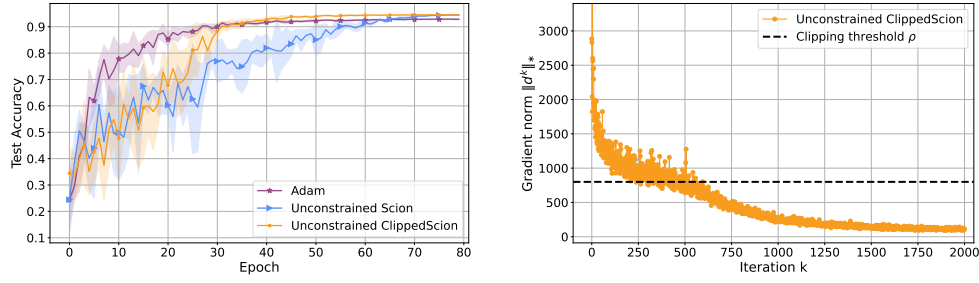 Test Accuracy
0.9
0.8
0.7
0.6
0.5
0.4
0.3
0.2
0.1
0 10 20 30 40 50 60 70 80
Epoch
Adam
Unconstrained Scion
Unconstrained ClippedScion
Gradient norm ‖d^k‖_*
3000
2500
2000
1500
1000
500
0
0 250 500 750 1000 1250 1500 1750 2000
Iteration k
Unconstrained ClippedScion
Clipping threshold ρ